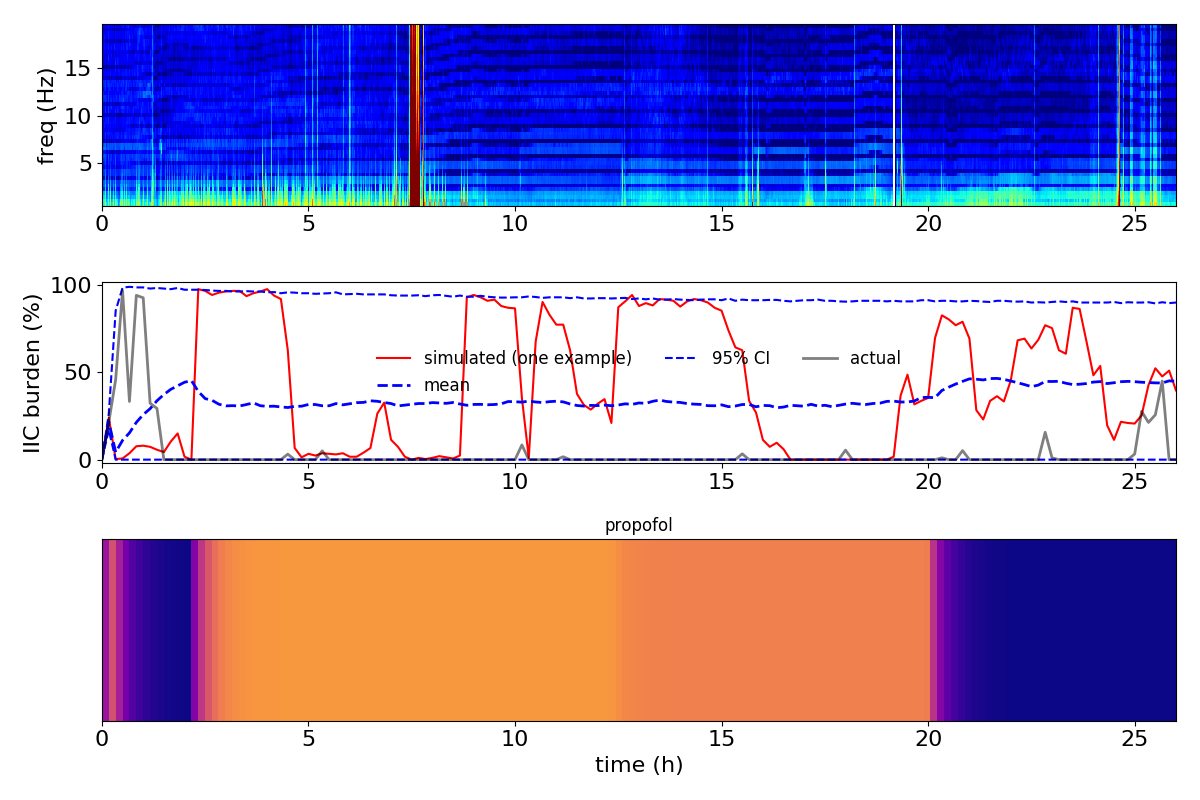 freq (Hz)
15
10
5
0 5 10 15 20 25
IIC burden (%)
100
50
0
simulated (one example)
mean
95% CI
actual
0 5 10 15 20 25
propofol
0 5 10 15 20 25
time (h)